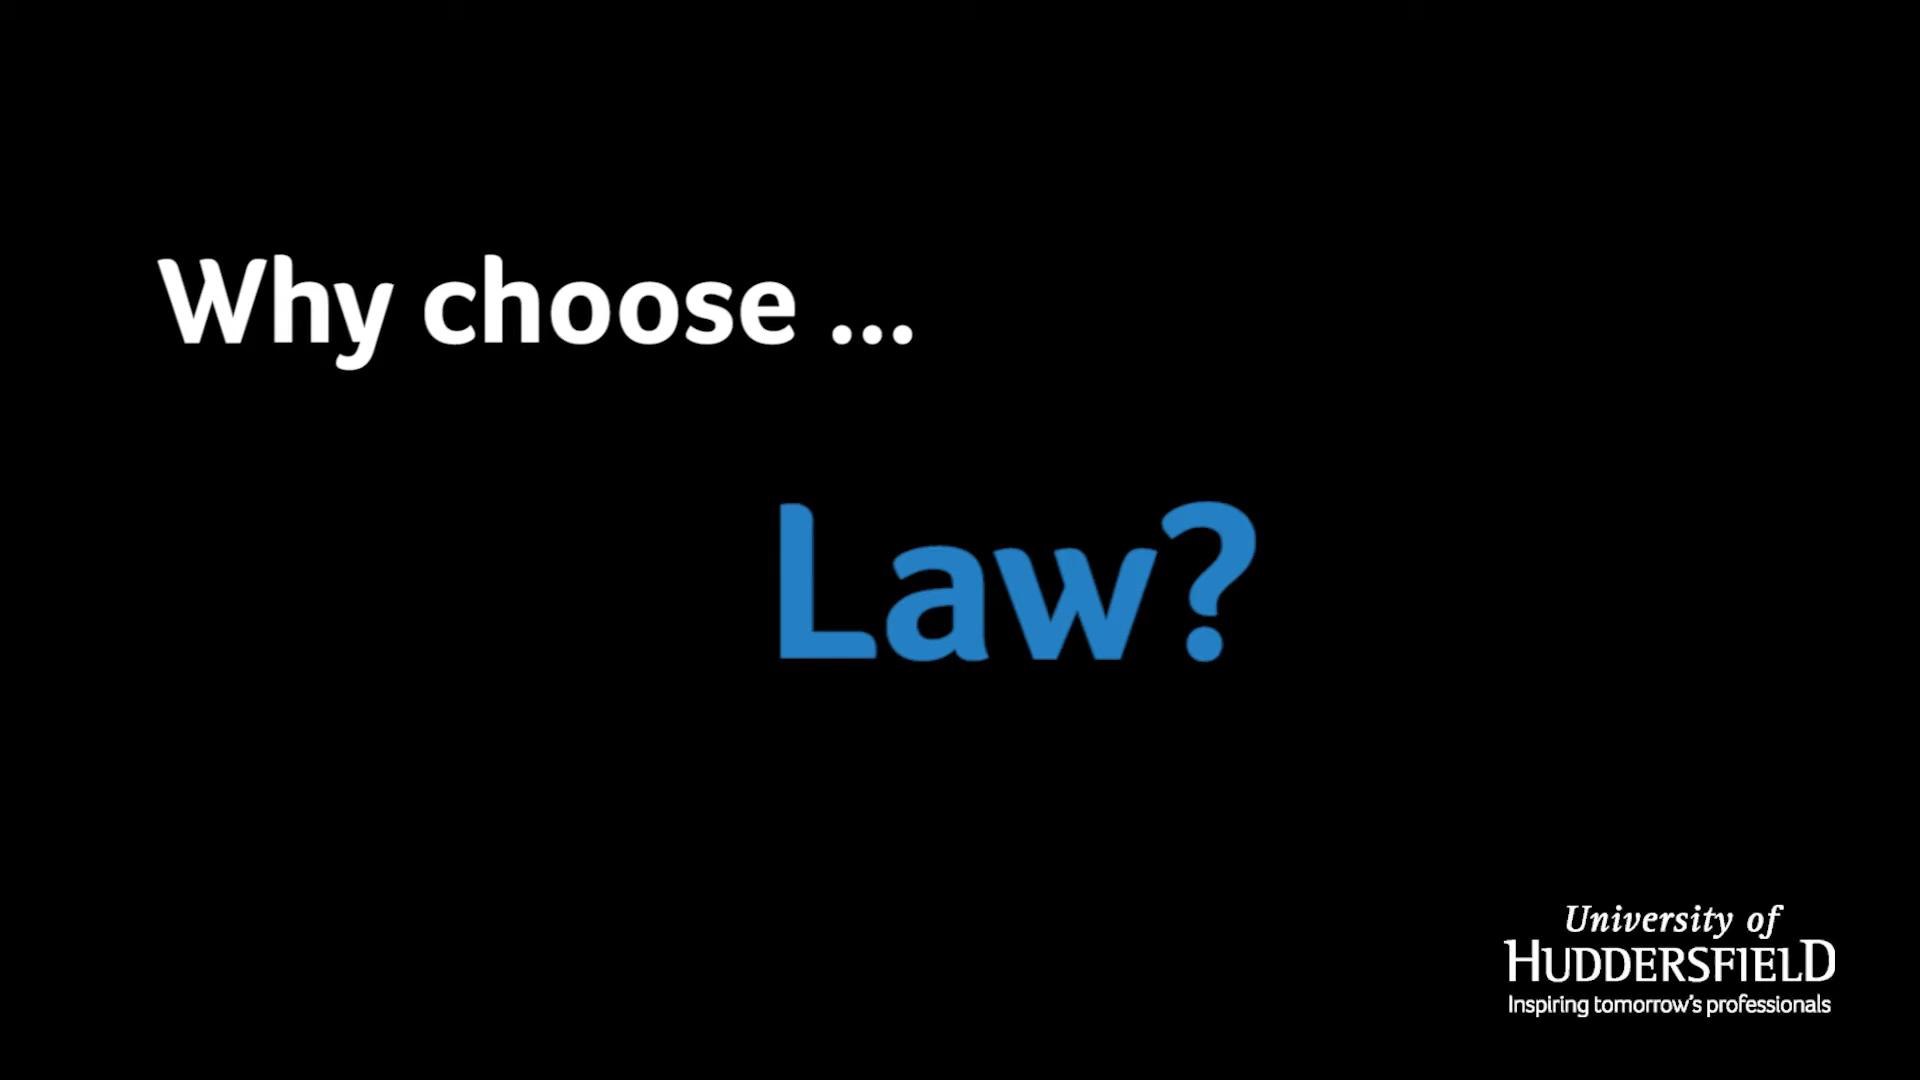 Why choose ...
Law?
University of
HUDDERSFIELD
Inspiring tomorrow's professionals